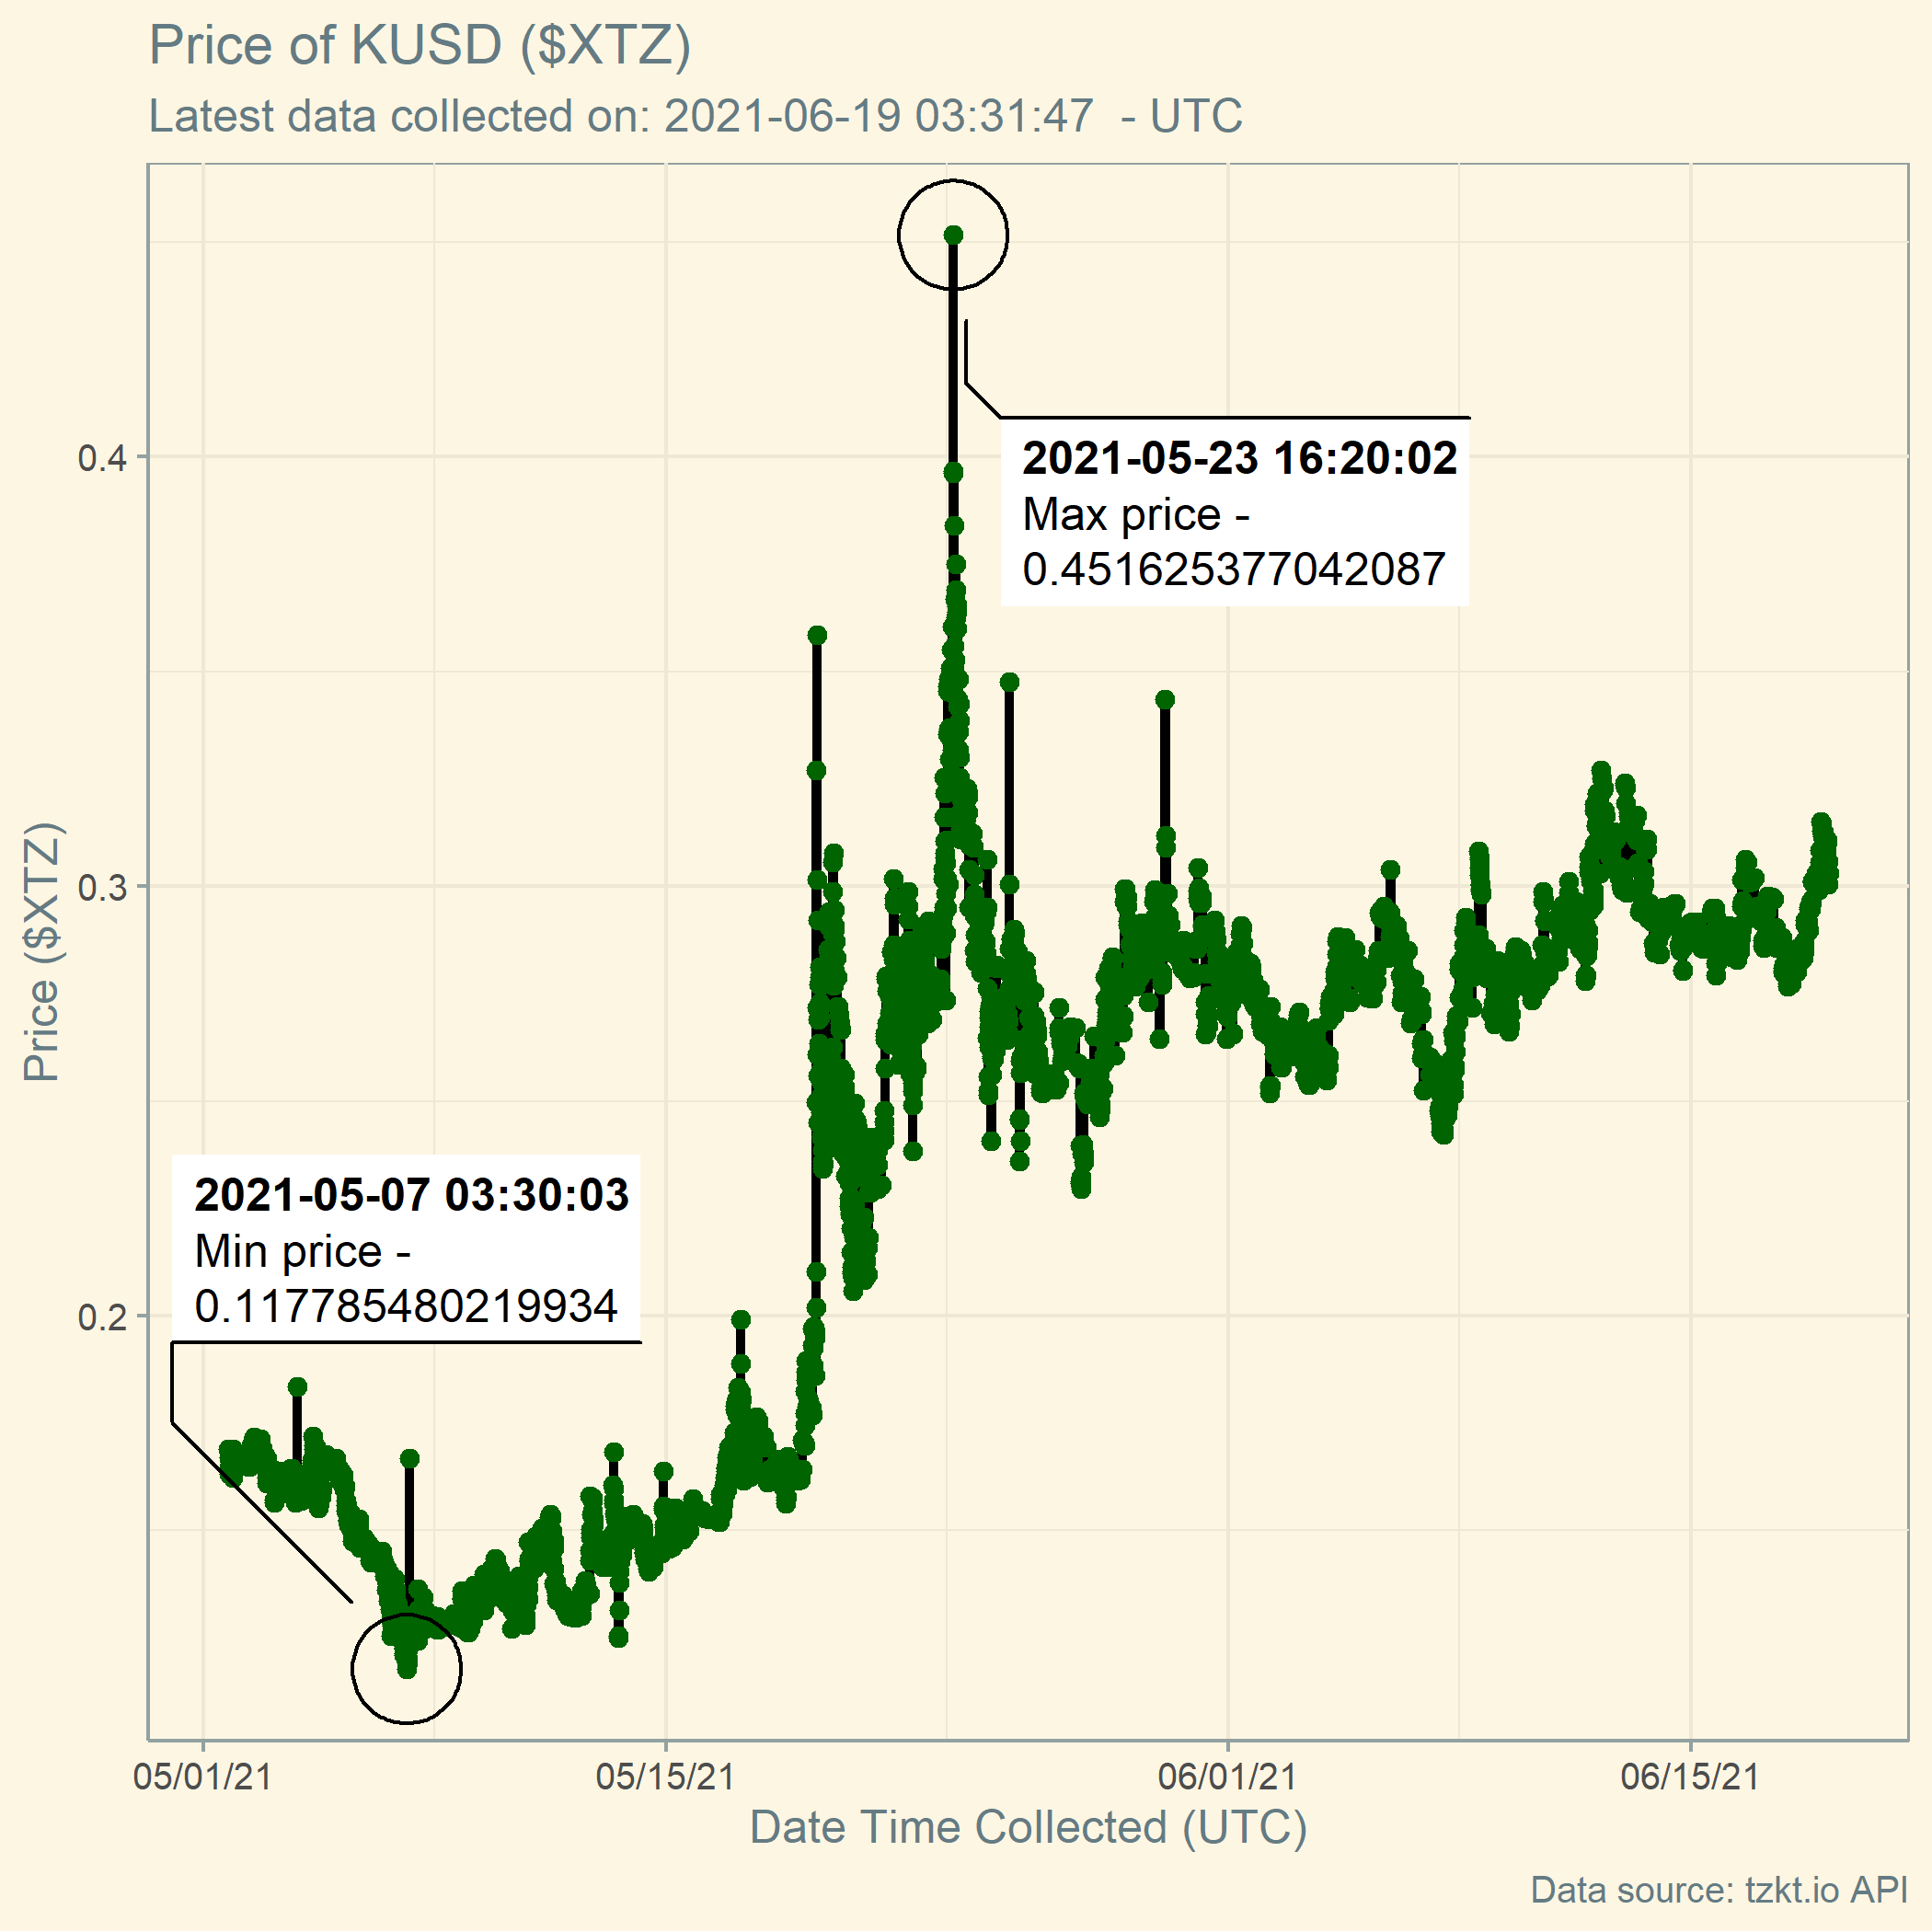 Price of KUSD ($XTZ)
Latest data collected on: 2021-06-19 03:31:47  - UTC
2021-05-23 16:20:02
Max price -
0.451625377042087
2021-05-07 03:30:03
Min price -
0.117785480219934
0.4
0.3
0.2
Price ($XTZ)
05/01/21 05/15/21 06/01/21 06/15/21
Date Time Collected (UTC)
Data source: tzkt.io API